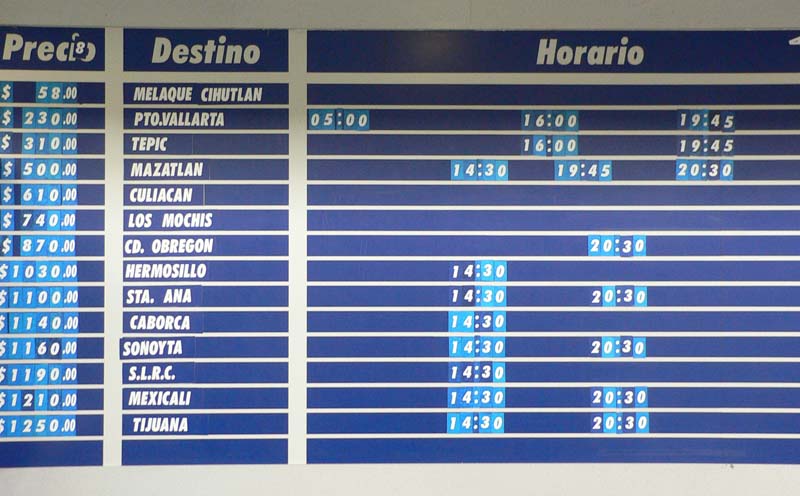 Precio 8 Destino Horario
$ 58.00 MELAQUE CIHUTLAN
$ 230.00 PTO.VALLARTA 05:00 16:00 19:45
$ 310.00 TEPIC 16:00 19:45
$ 500.00 MAZATLAN 14:30 19:45 20:30
$ 610.00 CULIACAN
$ 740.00 LOS MOCHIS
$ 870.00 CD. OBREGON 20:30
$1030.00 HERMOSILLO 14:30
$1100.00 STA. ANA 14:30 20:30
$1140.00 CABORCA 14:30
$1160.00 SONOYTA 14:30 20:30
$1190.00 S.L.R.C. 14:30
$1210.00 MEXICALI 14:30 20:30
$1250.00 TIJUANA 14:30 20:30